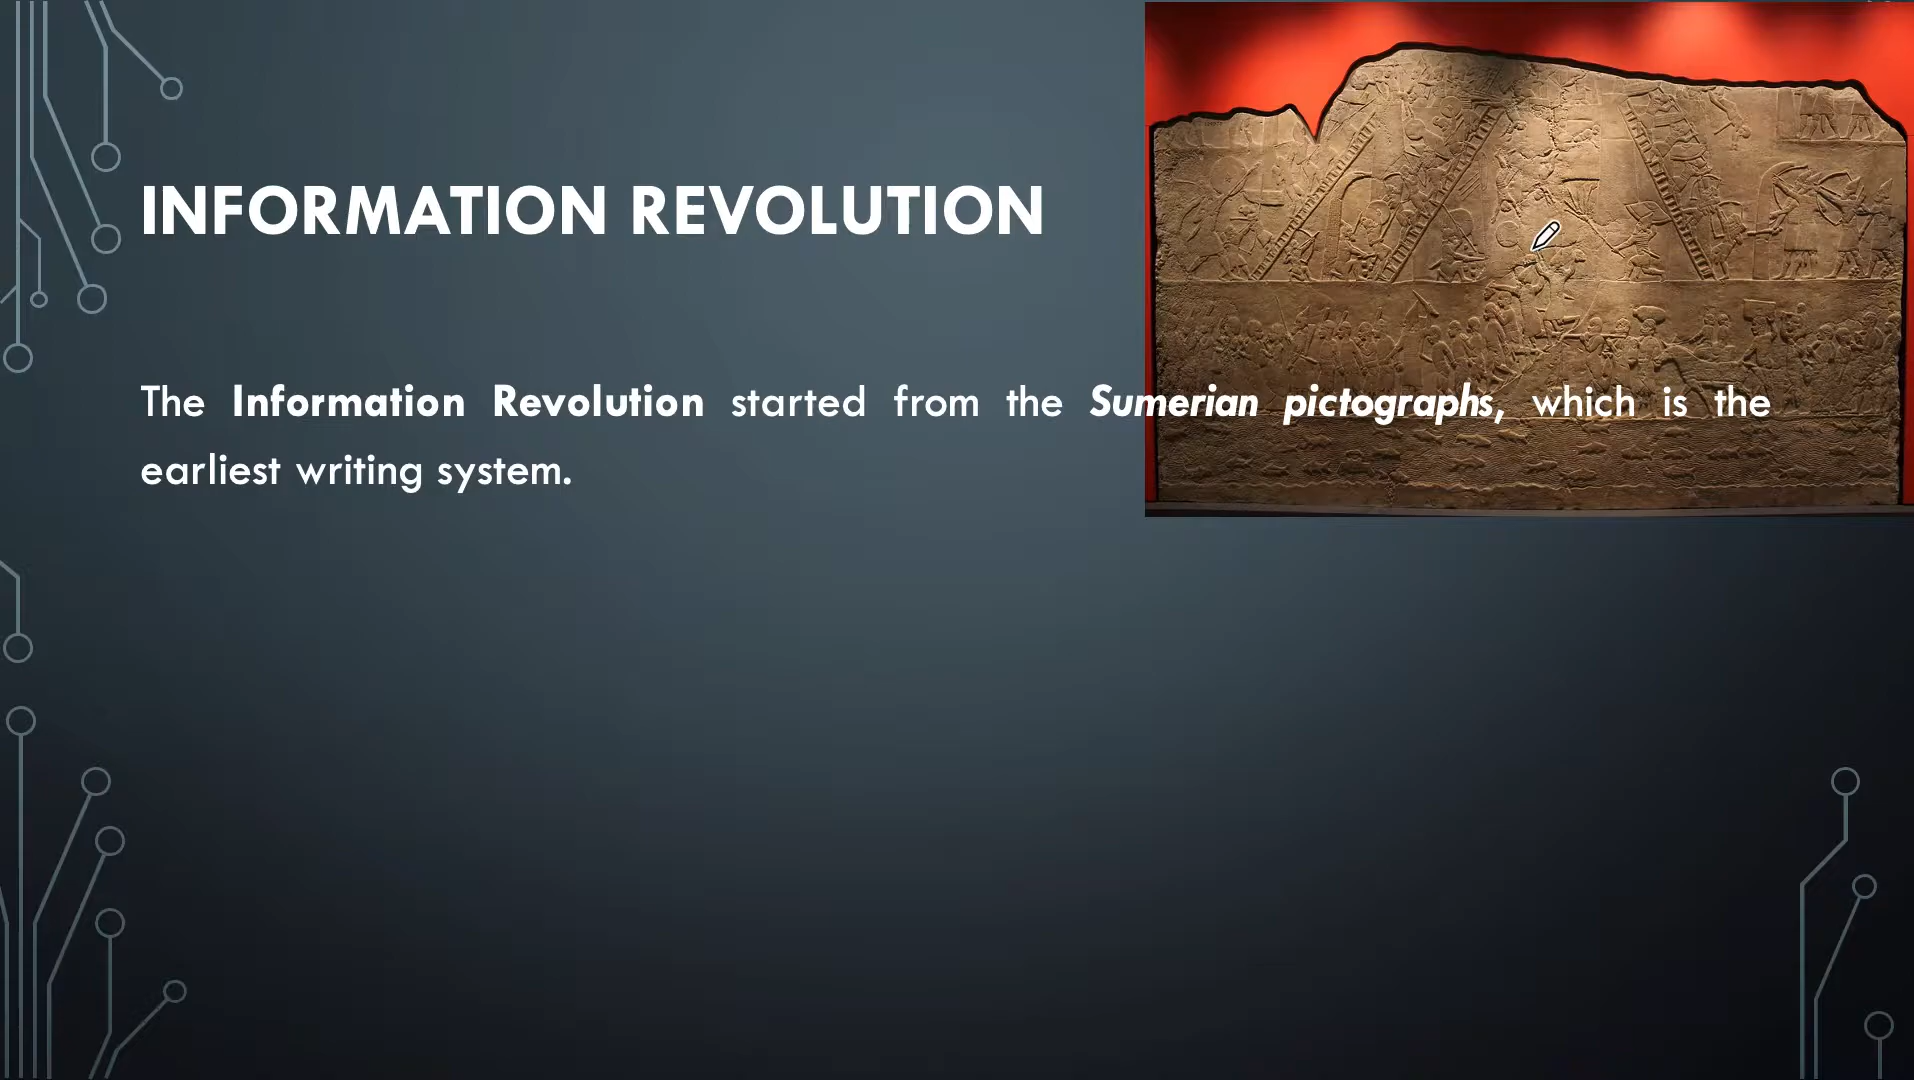 INFORMATION REVOLUTION
The Information Revolution started from the Sumerian pictographs, which is the
earliest writing system.